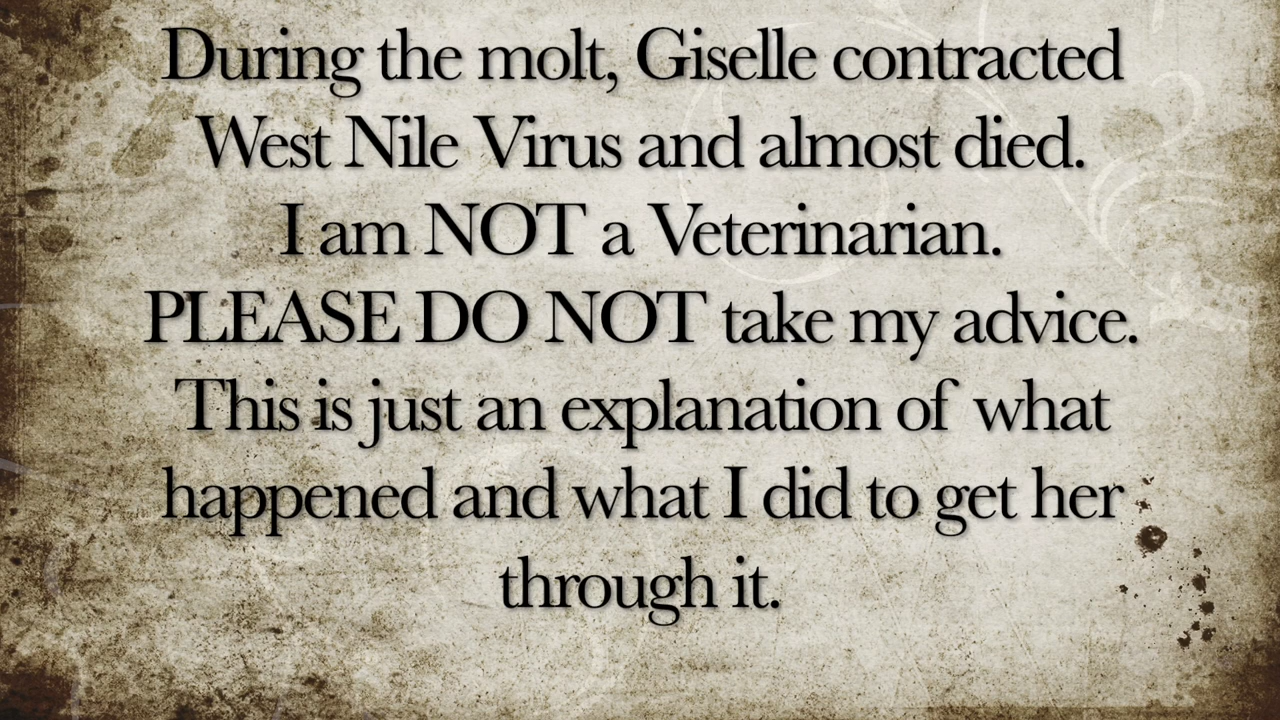 During the molt, Giselle contracted
West Nile Virus and almost died.
I am NOT a Veterinarian.
PLEASE DO NOT take my advice.
This is just an explanation of what
happened and what I did to get her
through it.